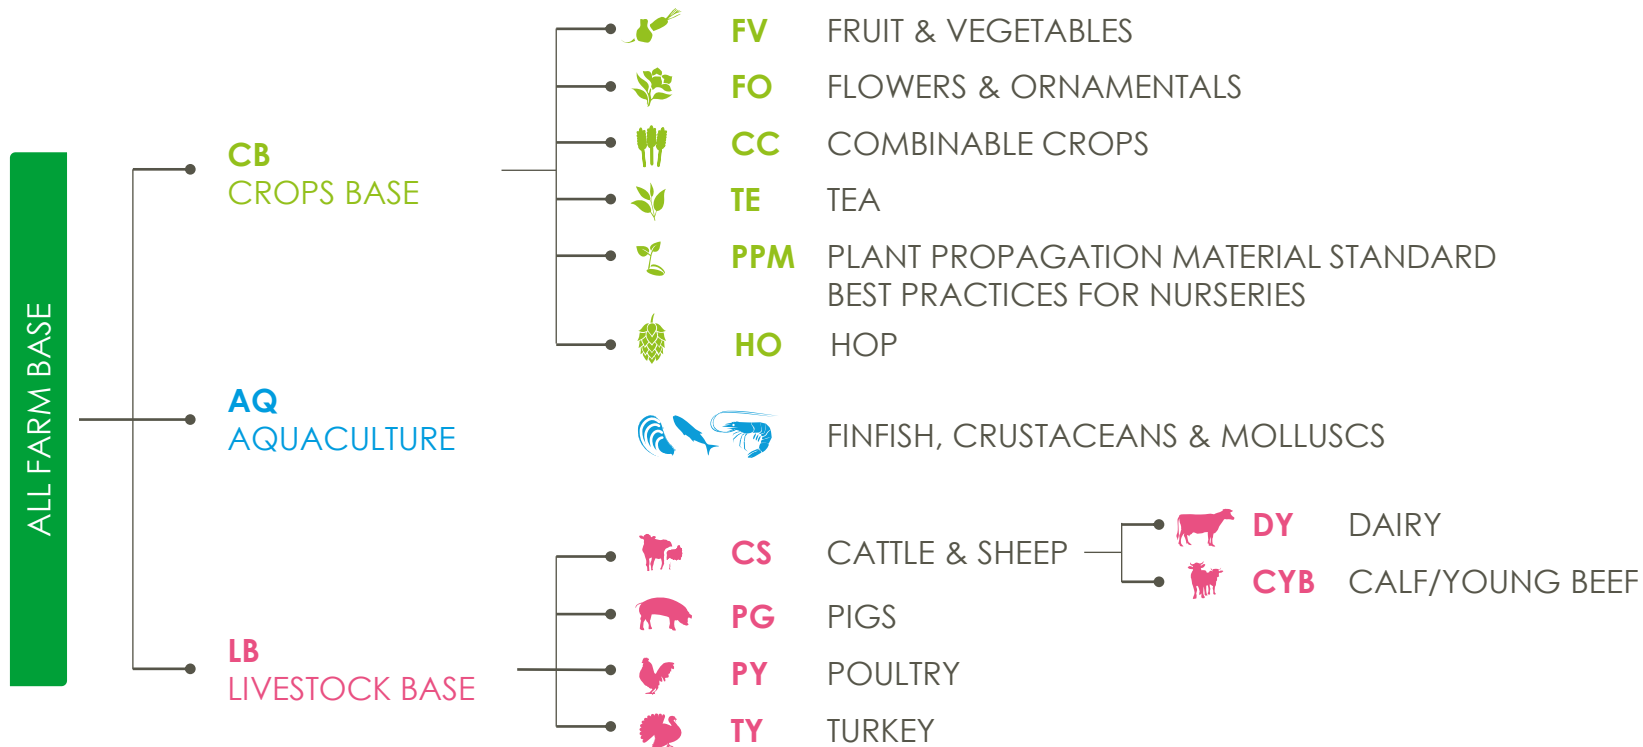 ALL FARM BASE
CB
CROPS BASE
FV FRUIT & VEGETABLES
FO FLOWERS & ORNAMENTALS
CC COMBINABLE CROPS
TE TEA
PPM PLANT PROPAGATION MATERIAL STANDARD
BEST PRACTICES FOR NURSERIES
HO HOP
AQ
AQUACULTURE
FINFISH, CRUSTACEANS & MOLLUSCS
LB
LIVESTOCK BASE
CS CATTLE & SHEEP
DY DAIRY
CYB CALF/YOUNG BEEF
PG PIGS
PY POULTRY
TY TURKEY